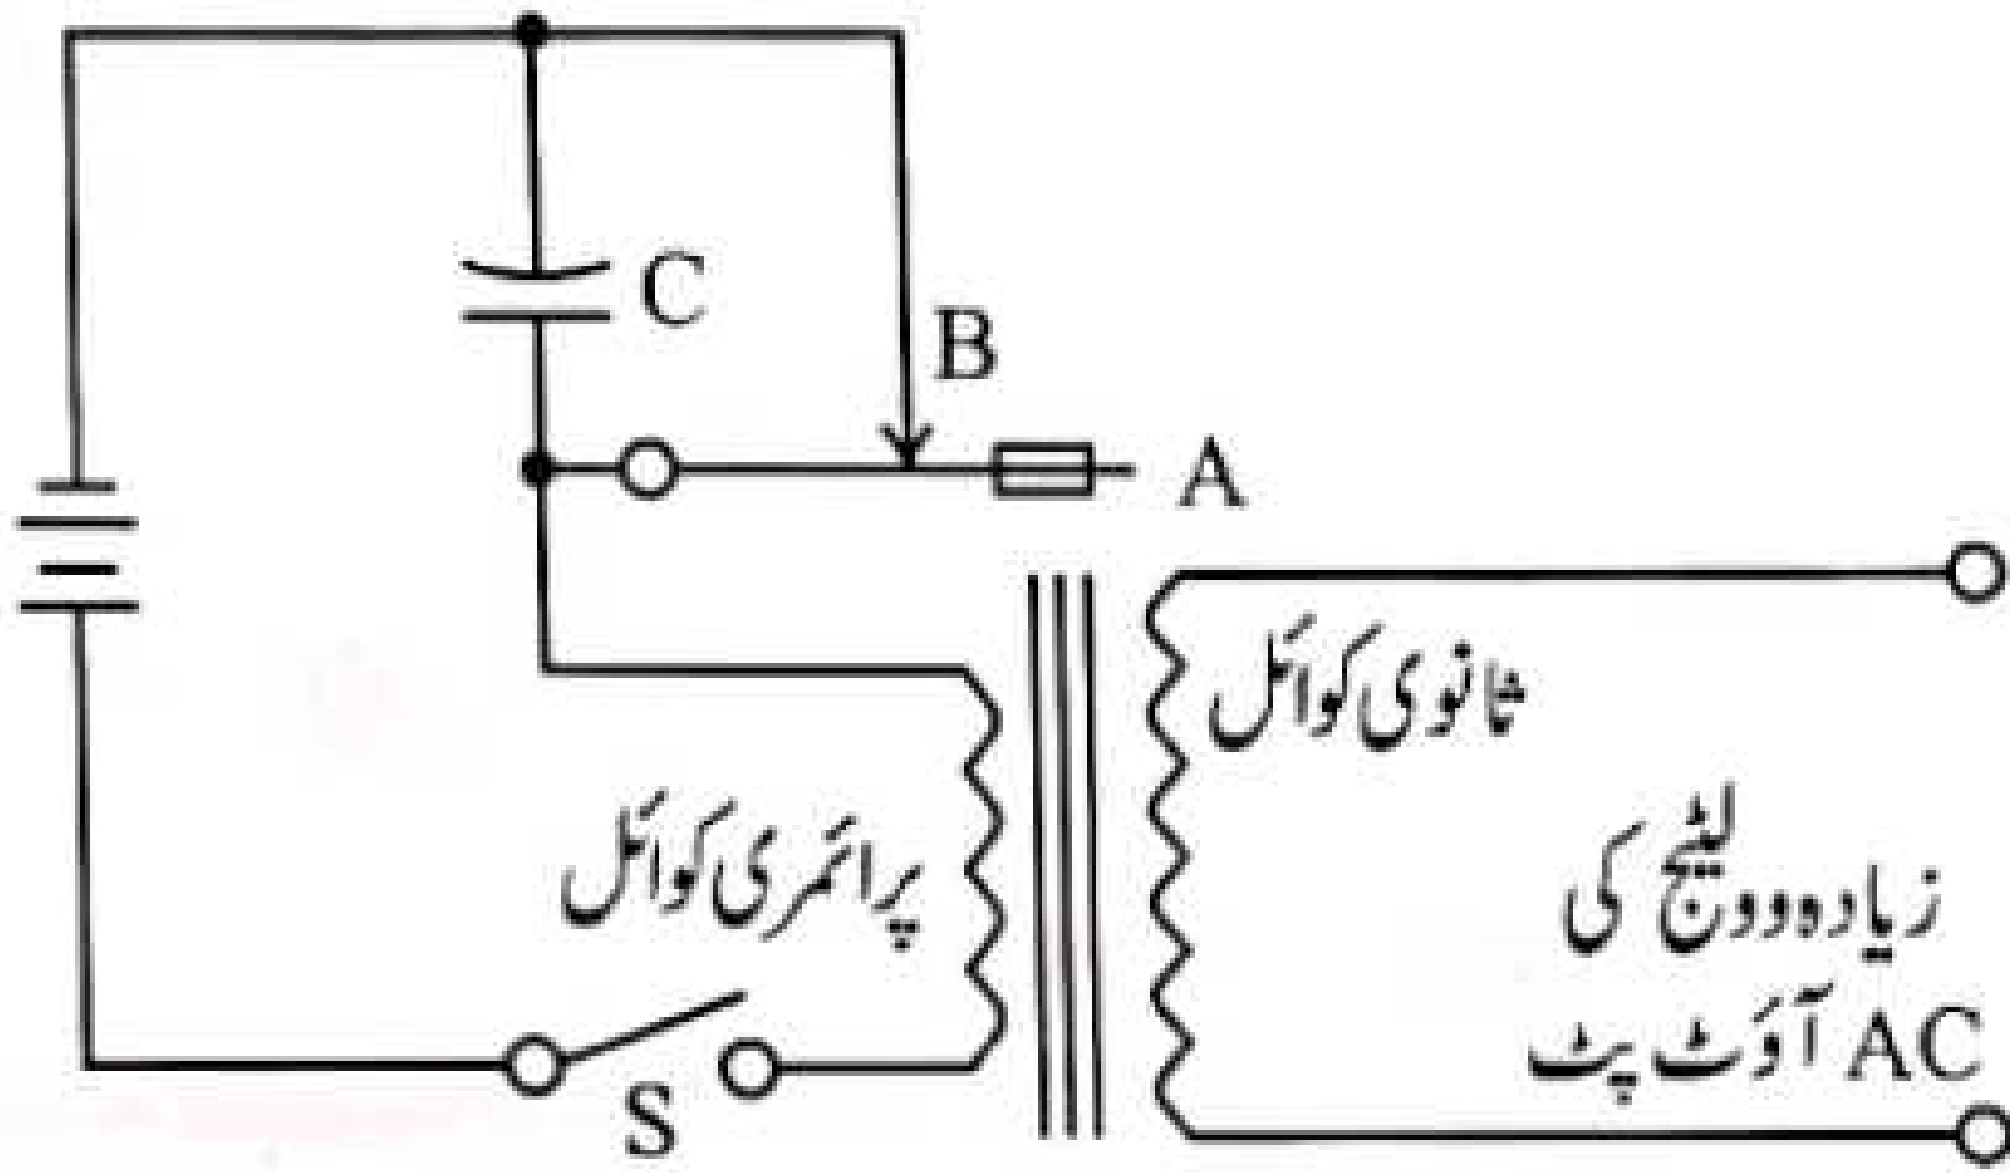 C
B
A
ثانوی کوائل
پرائمری کوائل
زیادہ وولٹیج کی
AC آؤٹ پٹ
S